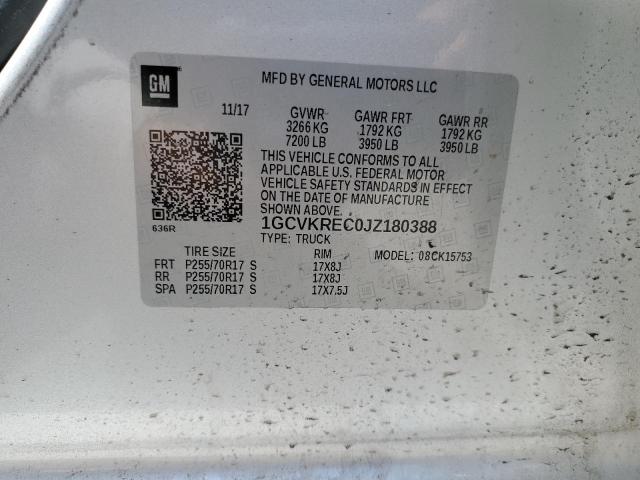 GM
MFD BY GENERAL MOTORS LLC
11/17 GVWR GAWR FRT GAWR RR
3266 KG 1792 KG 1792 KG
7200 LB 3950 LB 3950 LB
THIS VEHICLE CONFORMS TO ALL
APPLICABLE U.S. FEDERAL MOTOR
VEHICLE SAFETY STANDARDS IN EFFECT
ON THE DATE OF MANUFACTURE
SHOWN ABOVE.
636R 1GCVKREC0JZ180388
TYPE: TRUCK
TIRE SIZE RIM MODEL: 08CK15753
FRT P255/70R17 S 17X8J
RR P255/70R17 S 17X8J
SPA P255/70R17 S 17X7.5J